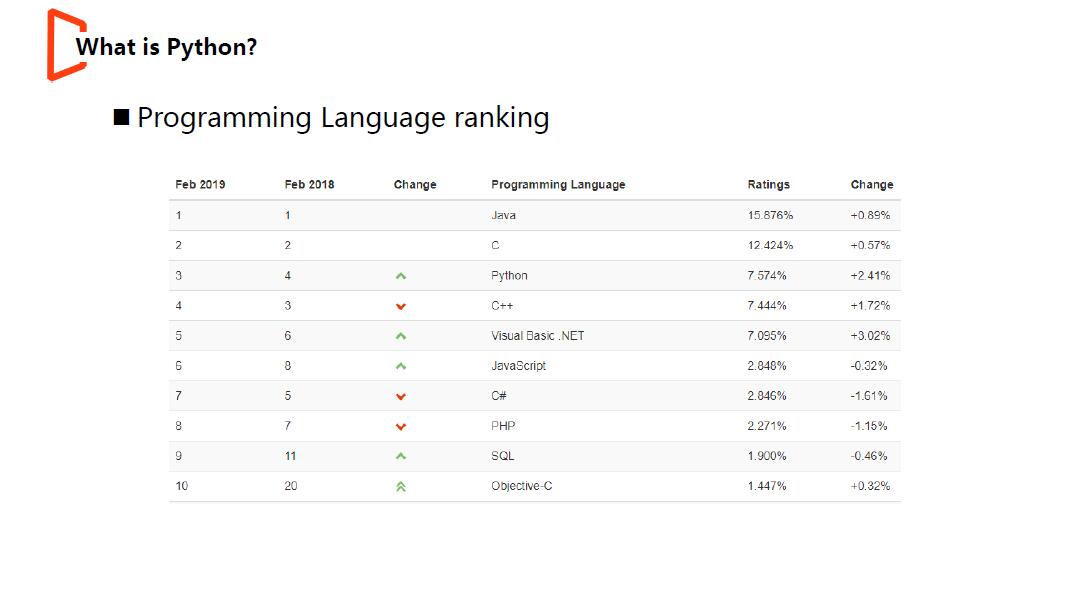 What is Python?
■ Programming Language ranking
Feb 2019 Feb 2018 Change Programming Language Ratings Change
1 1 Java 15.876% +0.89%
2 2 C 12.424% +0.57%
3 4 Python 7.574% +2.41%
4 3 C++ 7.444% +1.72%
5 6 Visual Basic .NET 7.095% +3.02%
6 8 JavaScript 2.848% -0.32%
7 5 C# 2.846% -1.61%
8 7 PHP 2.271% -1.15%
9 11 SQL 1.900% -0.46%
10 20 Objective-C 1.447% +0.32%